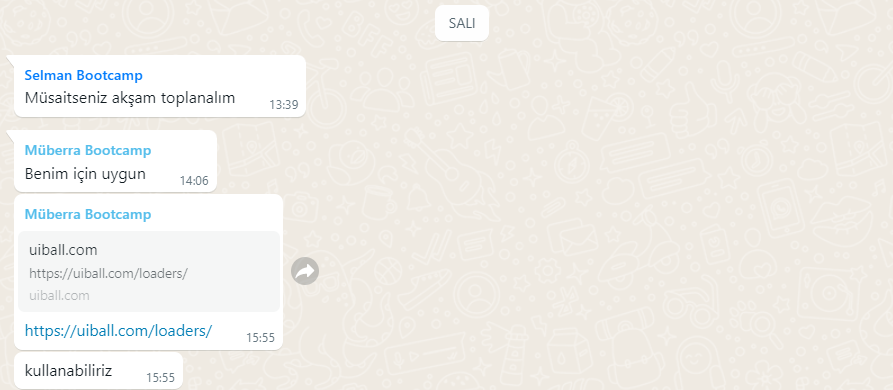 SALI
Selman Bootcamp
Müsaitseniz akşam toplanalım
13:39
Müberra Bootcamp
Benim için uygun
14:06
Müberra Bootcamp
uiball.com
https://uiball.com/loaders/
uiball.com
https://uiball.com/loaders/
15:55
kullanabiliriz
15:55